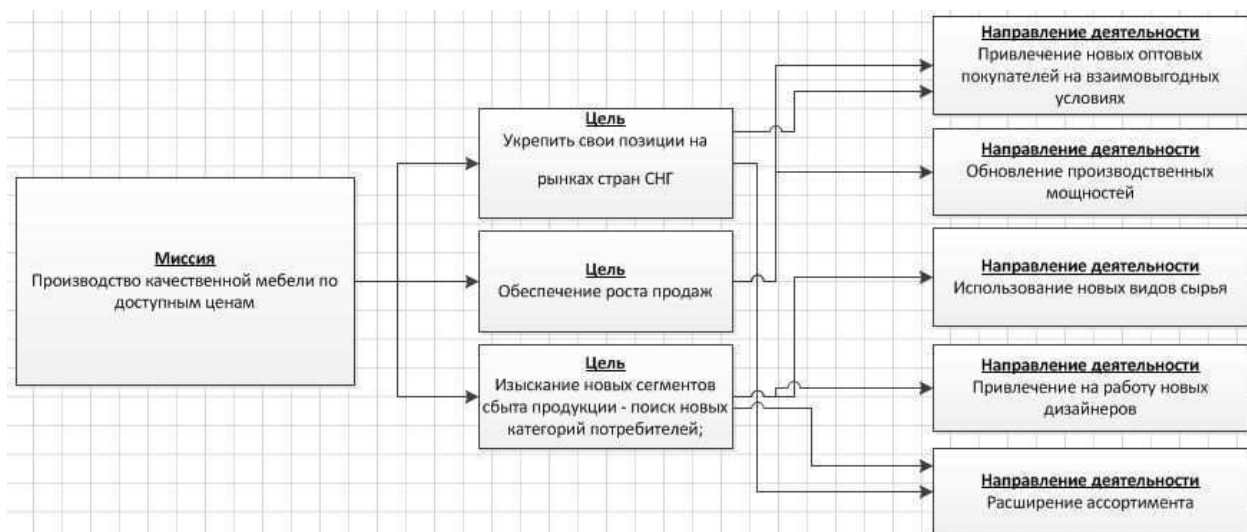 Миссия
Производство качественной мебели по
доступным ценам
Цель
Укрепить свои позиции на
рынках стран СНГ
Цель
Обеспечение роста продаж
Цель
Изыскание новых сегментов
сбыта продукции - поиск новых
категорий потребителей;
Направление деятельности
Привлечение новых оптовых
покупателей на взаимовыгодных
условиях
Направление деятельности
Обновление производственных
мощностей
Направление деятельности
Использование новых видов сырья
Направление деятельности
Привлечение на работу новых
дизайнеров
Направление деятельности
Расширение ассортимента